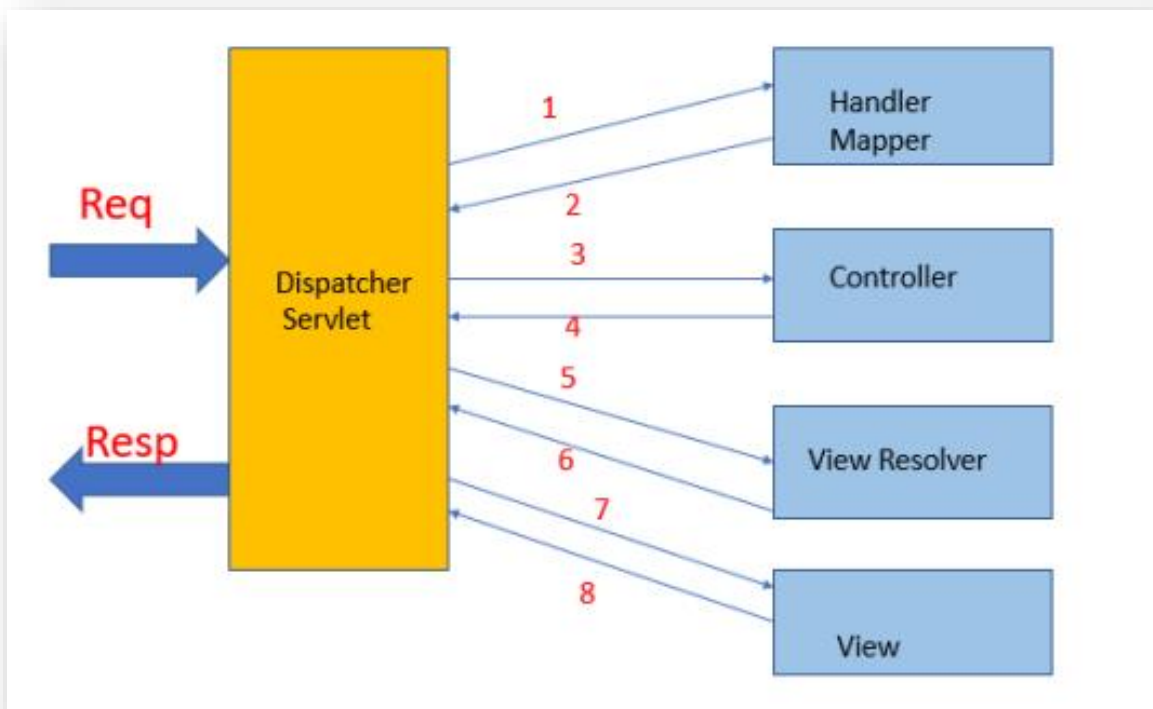 1
Handler
Mapper
2
Req
3
Controller
Dispatcher
Servlet
4
5
Resp
6
View Resolver
7
8
View